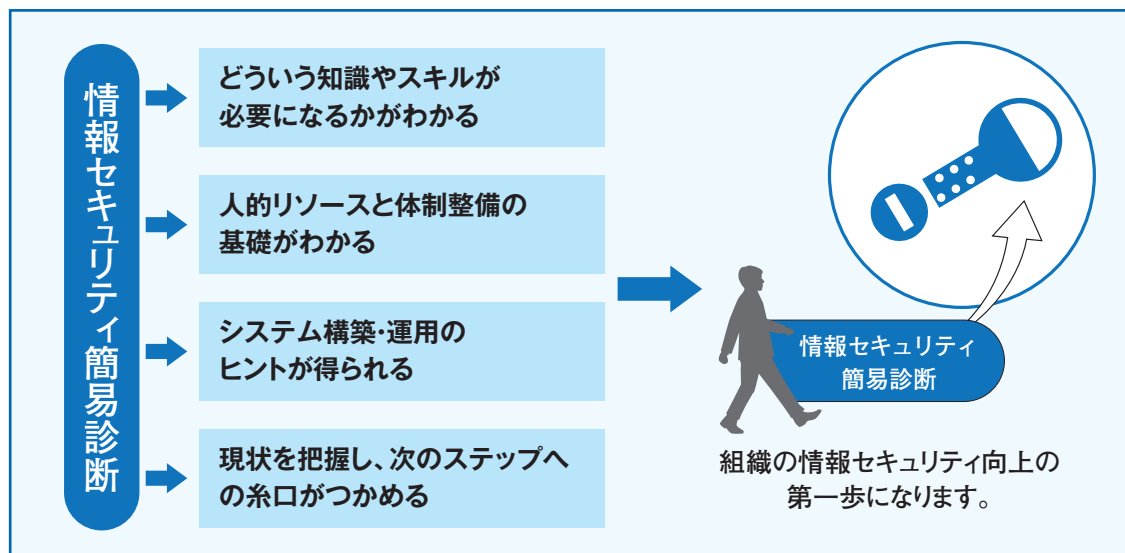 情報セキュリティ簡易診断
どういう知識やスキルが
必要になるかがわかる
人的リソースと体制整備の
基礎がわかる
システム構築・運用の
ヒントが得られる
現状を把握し、次のステップへ
の糸口がつかめる
情報セキュリティ
簡易診断
組織の情報セキュリティ向上の
第一歩になります。